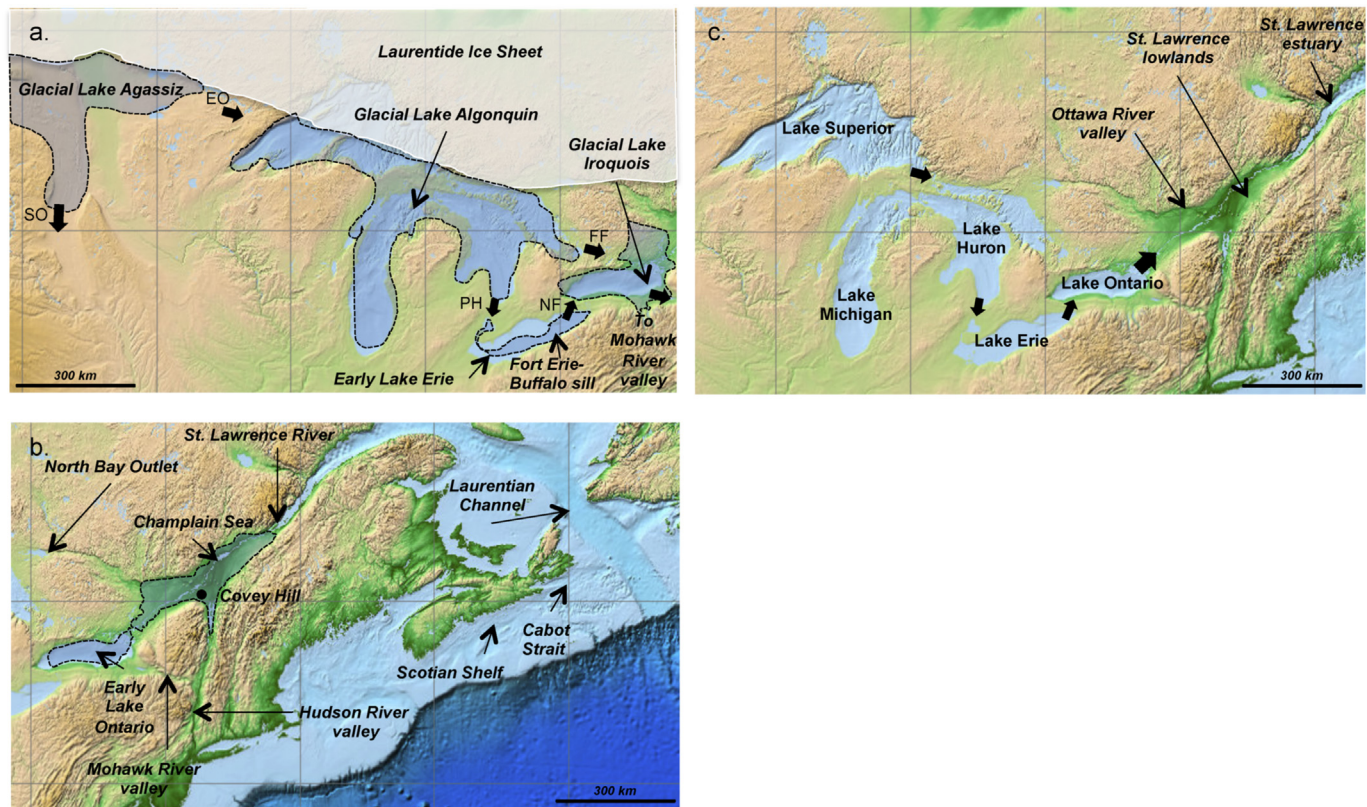 a.
Laurentide Ice Sheet
Glacial Lake Agassiz
EO
Glacial Lake Algonquin
Glacial Lake
Iroquois
SO
FF
PH
NF
To
Mohawk
River
valley
Fort Erie-
Buffalo sill
Early Lake Erie
300 km
c.
St. Lawrence
estuary
St. Lawrence
lowlands
Ottawa River
valley
Lake Superior
Lake
Huron
Lake
Michigan
Lake Ontario
Lake Erie
300 km
b.
St. Lawrence River
North Bay Outlet
Champlain Sea
Laurentian
Channel
Covey Hill
Cabot
Strait
Scotian Shelf
Early
Lake
Ontario
Hudson River
valley
Mohawk River
valley
300 km